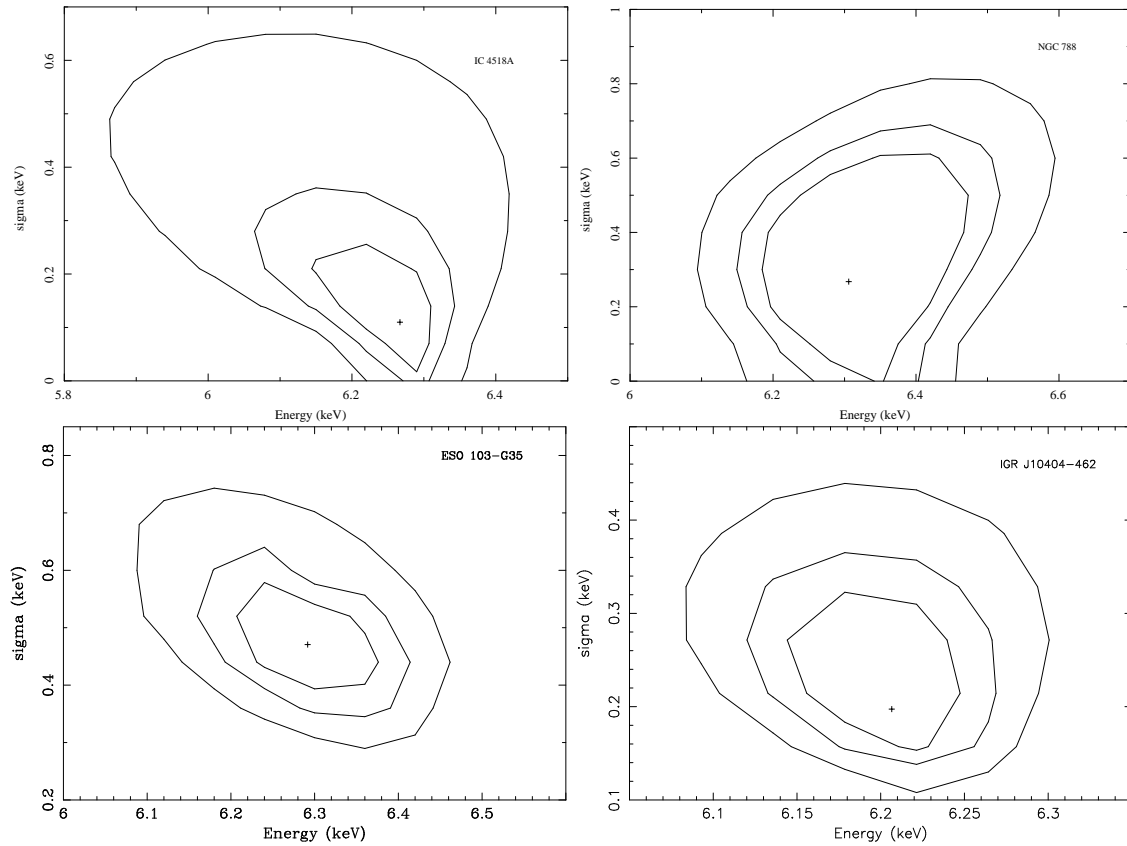 IC 4518A
sigma (keV)
0 0.2 0.4 0.6
5.8 6 6.2 6.4
Energy (keV)
NGC 788
sigma (keV)
0 0.2 0.4 0.6 0.8 1
6 6.2 6.4 6.6
Energy (keV)
ESO 103-G35
sigma (keV)
0.2 0.4 0.6 0.8
6 6.1 6.2 6.3 6.4 6.5
Energy (keV)
IGR J10404-462
sigma (keV)
0.1 0.2 0.3 0.4
6.1 6.15 6.2 6.25 6.3
Energy (keV)